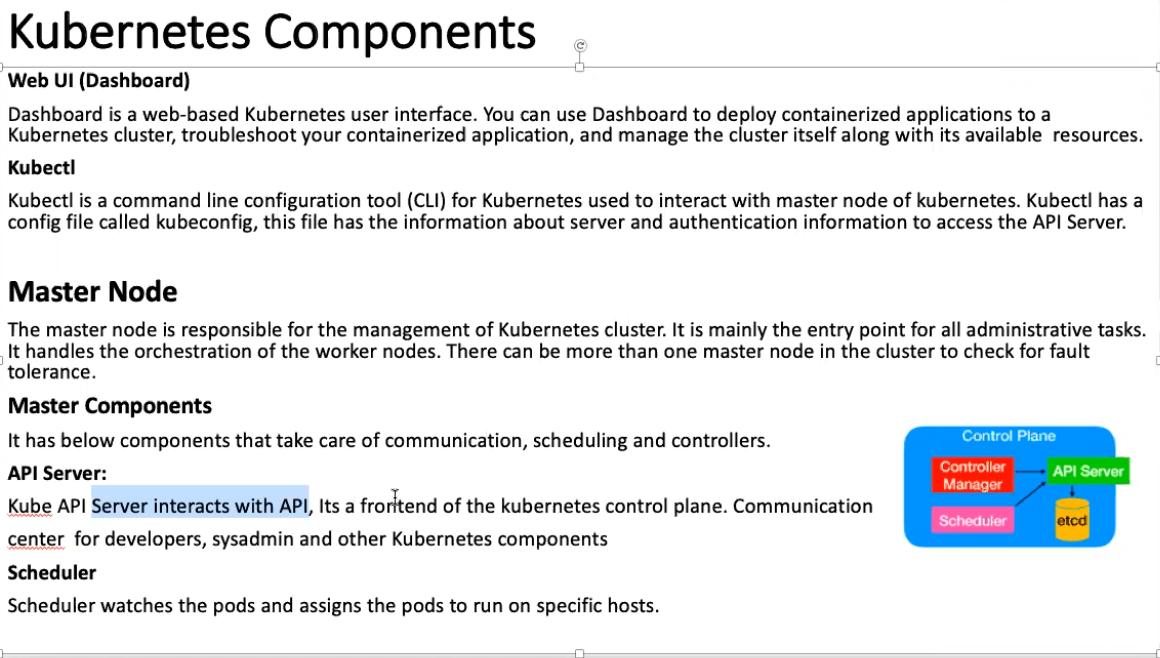 Kubernetes Components
Web UI (Dashboard)
Dashboard is a web-based Kubernetes user interface. You can use Dashboard to deploy containerized applications to a
Kubernetes cluster, troubleshoot your containerized application, and manage the cluster itself along with its available  resources.
Kubectl
Kubectl is a command line configuration tool (CLI) for Kubernetes used to interact with master node of kubernetes. Kubectl has a
config file called kubeconfig, this file has the information about server and authentication information to access the API Server.
Master Node
The master node is responsible for the management of Kubernetes cluster. It is mainly the entry point for all administrative tasks.
It handles the orchestration of the worker nodes. There can be more than one master node in the cluster to check for fault
tolerance.
Master Components
It has below components that take care of communication, scheduling and controllers.
API Server:
Kube API Server interacts with API, Its a frontend of the kubernetes control plane. Communication
center  for developers, sysadmin and other Kubernetes components
Scheduler
Scheduler watches the pods and assigns the pods to run on specific hosts.
Control Plane
Controller
Manager
API Server
Scheduler
etcd